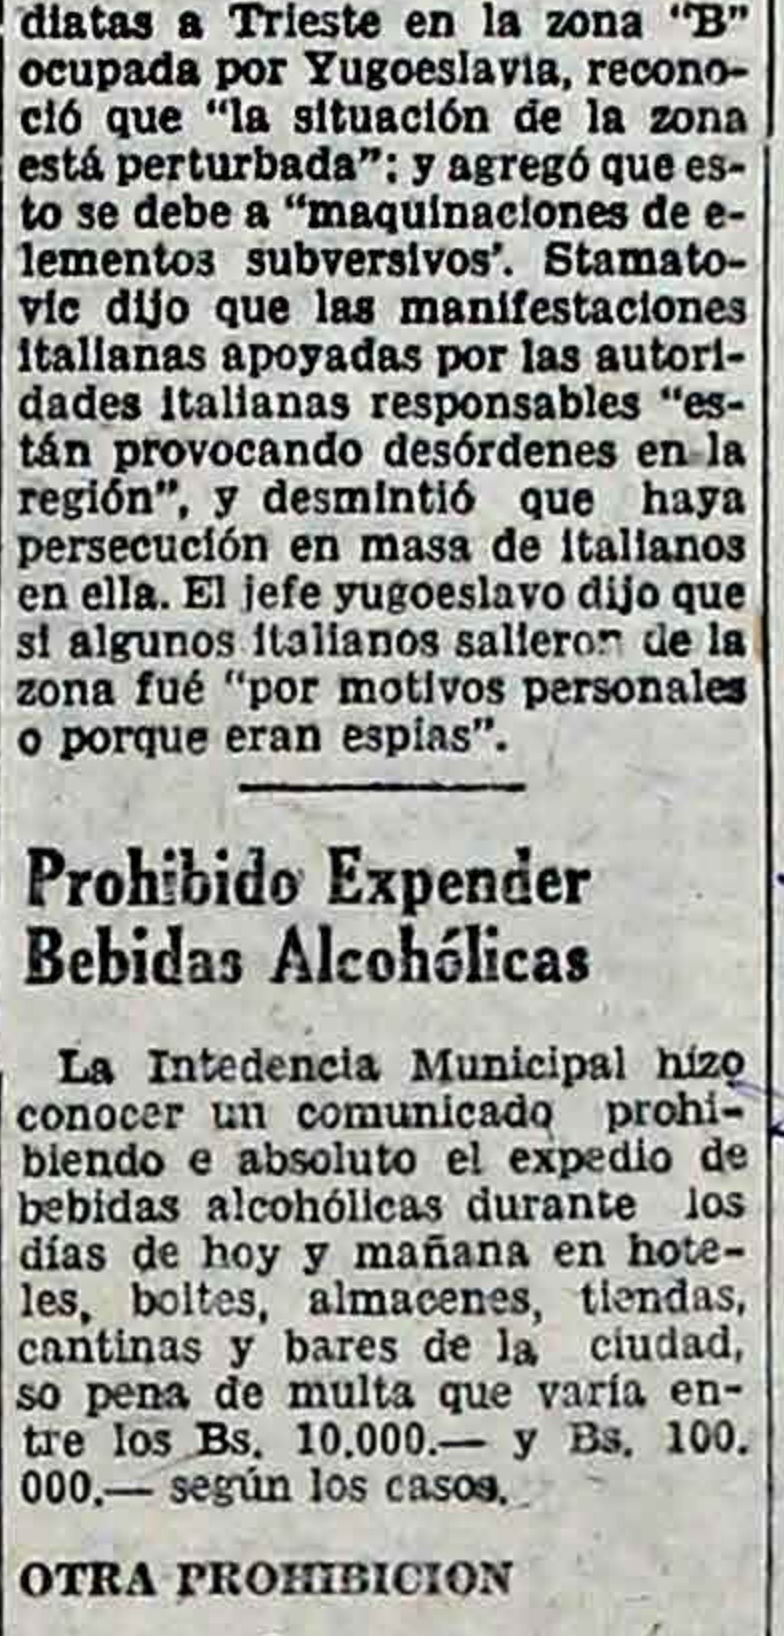 diatas a Trieste en la zona “B”
ocupada por Yugoeslavia, recono-
ció que “la situación de la zona
está perturbada”: y agregó que es-
to se debe a “maquinaciones de e-
lementos subversivos’. Stamato-
vic dijo que las manifestaciones
italianas apoyadas por las autori-
dades italianas responsables “es-
tán provocando desórdenes en la
región”, y desmintió que haya
persecución en masa de italianos
en ella. El jefe yugoeslavo dijo que
si algunos italianos salieron de la
zona fué “por motivos personales
o porque eran espías”.
Prohibido Expender
Bebidas Alcohólicas
La Intedencia Municipal hizo
conocer un comunicado prohi-
biendo e absoluto el expedio de
bebidas alcohólicas durante los
días de hoy y mañana en hote-
les, boites, almacenes, tiendas,
cantinas y bares de la ciudad,
so pena de multa que varía en-
tre los Bs. 10.000.— y Bs. 100.
000.— según los casos.
OTRA PROHIBICION